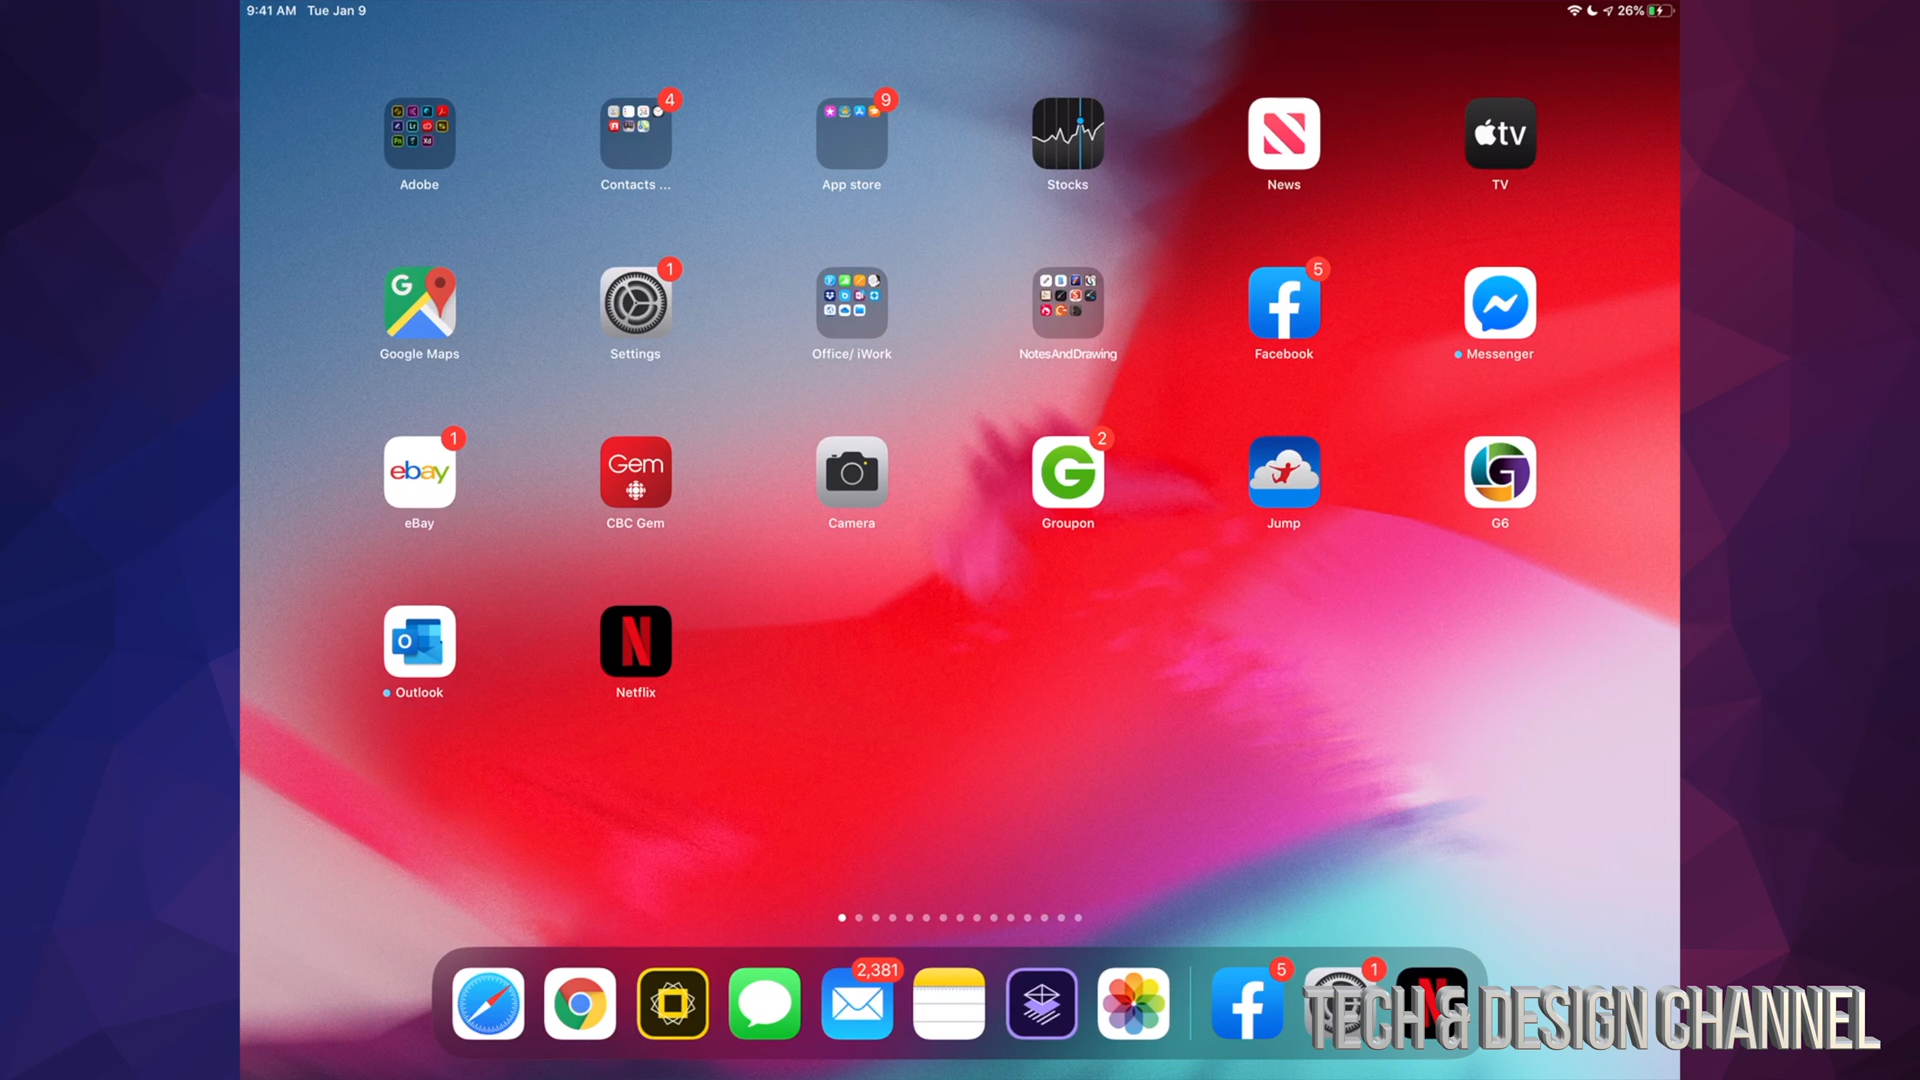 9:41 AM Tue Jan 9
26%
4
9
Adobe
Contacts ...
App store
Stocks
News
tv
TV
G
1
5
Google Maps
Settings
Office/ iWork
NotesAndDrawing
Facebook
Messenger
1
2
ebay
Gem
eBay
CBC Gem
Camera
Groupon
Jump
G6
Outlook
Netflix
2,381
5
1
TECH & DESIGN CHANNEL